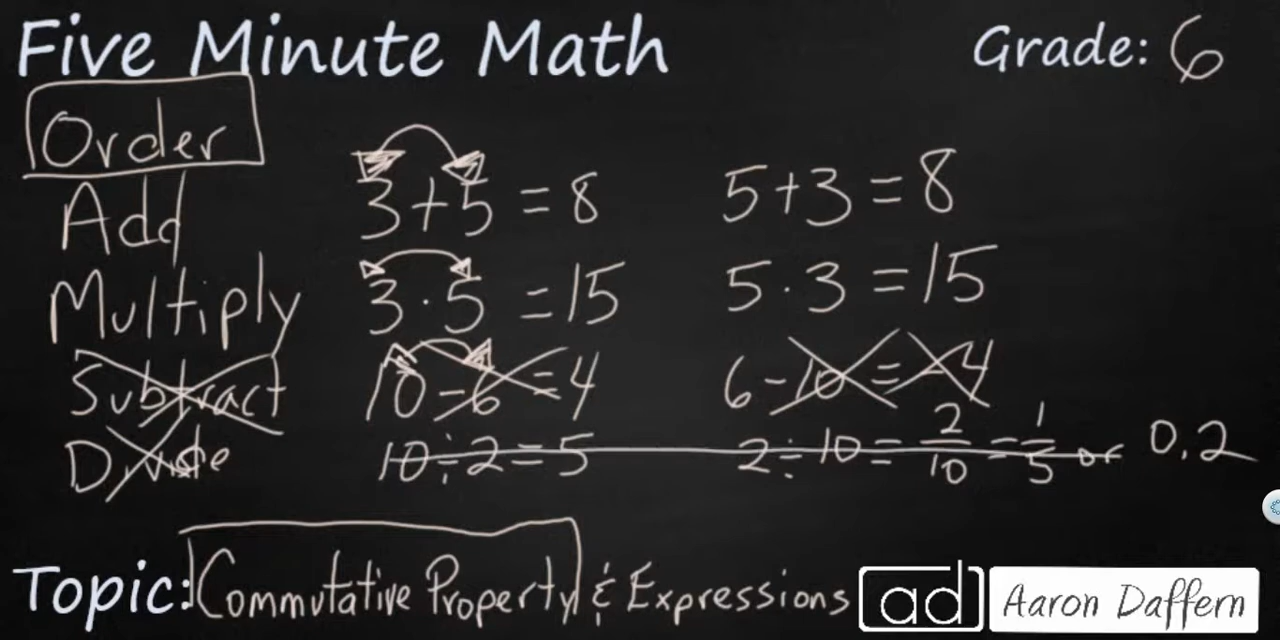 Five Minute Math Grade: 6
Order
Add 3+5=8 5+3=8
Multiply 3·5=15 5·3=15
Subtract 10-6=4 6-10=-4
Divide 10÷2=5 2÷10=2/10=1/5 or 0.2
Topic: Commutative Property & Expressions ad Aaron Daffern